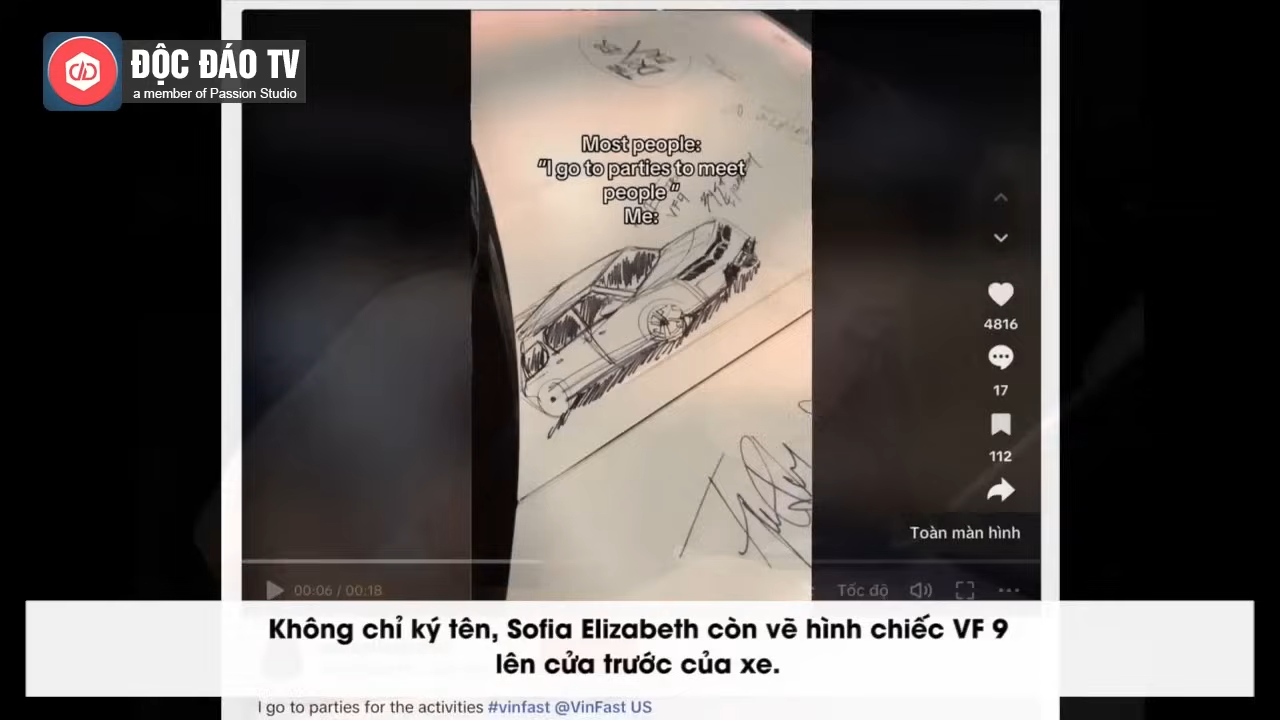 ĐỘC ĐÁO TV
a member of Passion Studio
Most people:
“I go to parties to meet
people”
Me:
VF9
4816
17
112
Toàn màn hình
00:06 / 00:18
Tốc độ
Không chỉ ký tên, Sofia Elizabeth còn vẽ hình chiếc VF 9
lên cửa trước của xe.
I go to parties for the activities #vinfast @VinFast US